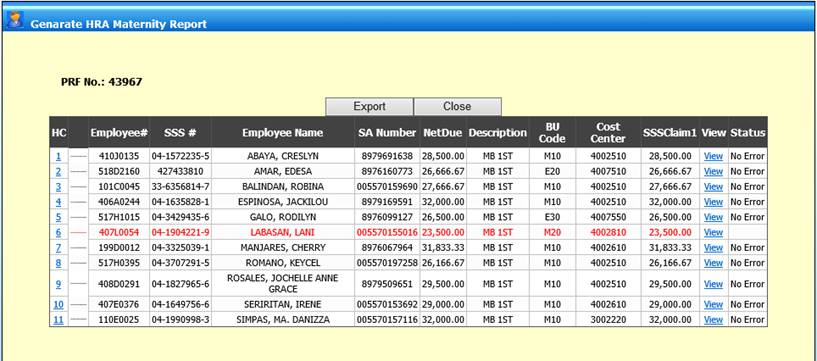 Genarate HRA Maternity Report
PRF No.: 43967
Export Close
HC Employee# SSS # Employee Name SA Number NetDue Description BU Code Cost Center SSSClaim1 View Status
1 410J0135 04-1572235-5 ABAYA, CRESLYN 8979691638 28,500.00 MB 1ST M10 4002510 28,500.00 View No Error
2 518D2160 427433810 AMAR, EDESA 8976160773 26,666.67 MB 1ST E20 4007510 26,666.67 View No Error
3 101C0045 33-6356814-7 BALINDAN, ROBINA 005570159690 27,666.67 MB 1ST M10 4002510 27,666.67 View No Error
4 406A0244 04-1635828-1 ESPINOSA, JACKILOU 8979169591 32,000.00 MB 1ST M10 4002510 32,000.00 View No Error
5 517H1015 04-3429435-6 GALO, RODILYN 8976099127 26,500.00 MB 1ST E30 4007550 26,500.00 View No Error
6 407L0054 04-1904221-9 LABASAN, LANI 005570155016 23,500.00 MB 1ST M20 4002810 23,500.00 View
7 199D0012 04-3325039-1 MANJARES, CHERRY 8976067964 31,833.33 MB 1ST M10 4002610 31,833.33 View No Error
8 517H0395 04-3707291-5 ROMANO, KEYCEL 005570197258 26,166.67 MB 1ST M10 4002510 26,166.67 View No Error
9 408D0291 04-1827965-6 ROSALES, JOCHELLE ANNE GRACE 8979509651 29,500.00 MB 1ST M10 4002510 29,500.00 View No Error
10 407E0376 04-1649756-6 SERIRITAN, IRENE 005570153692 29,000.00 MB 1ST M10 4002610 29,000.00 View No Error
11 110E0025 04-1990998-3 SIMPAS, MA. DANIZZA 005570157116 32,000.00 MB 1ST M10 3002220 32,000.00 View No Error